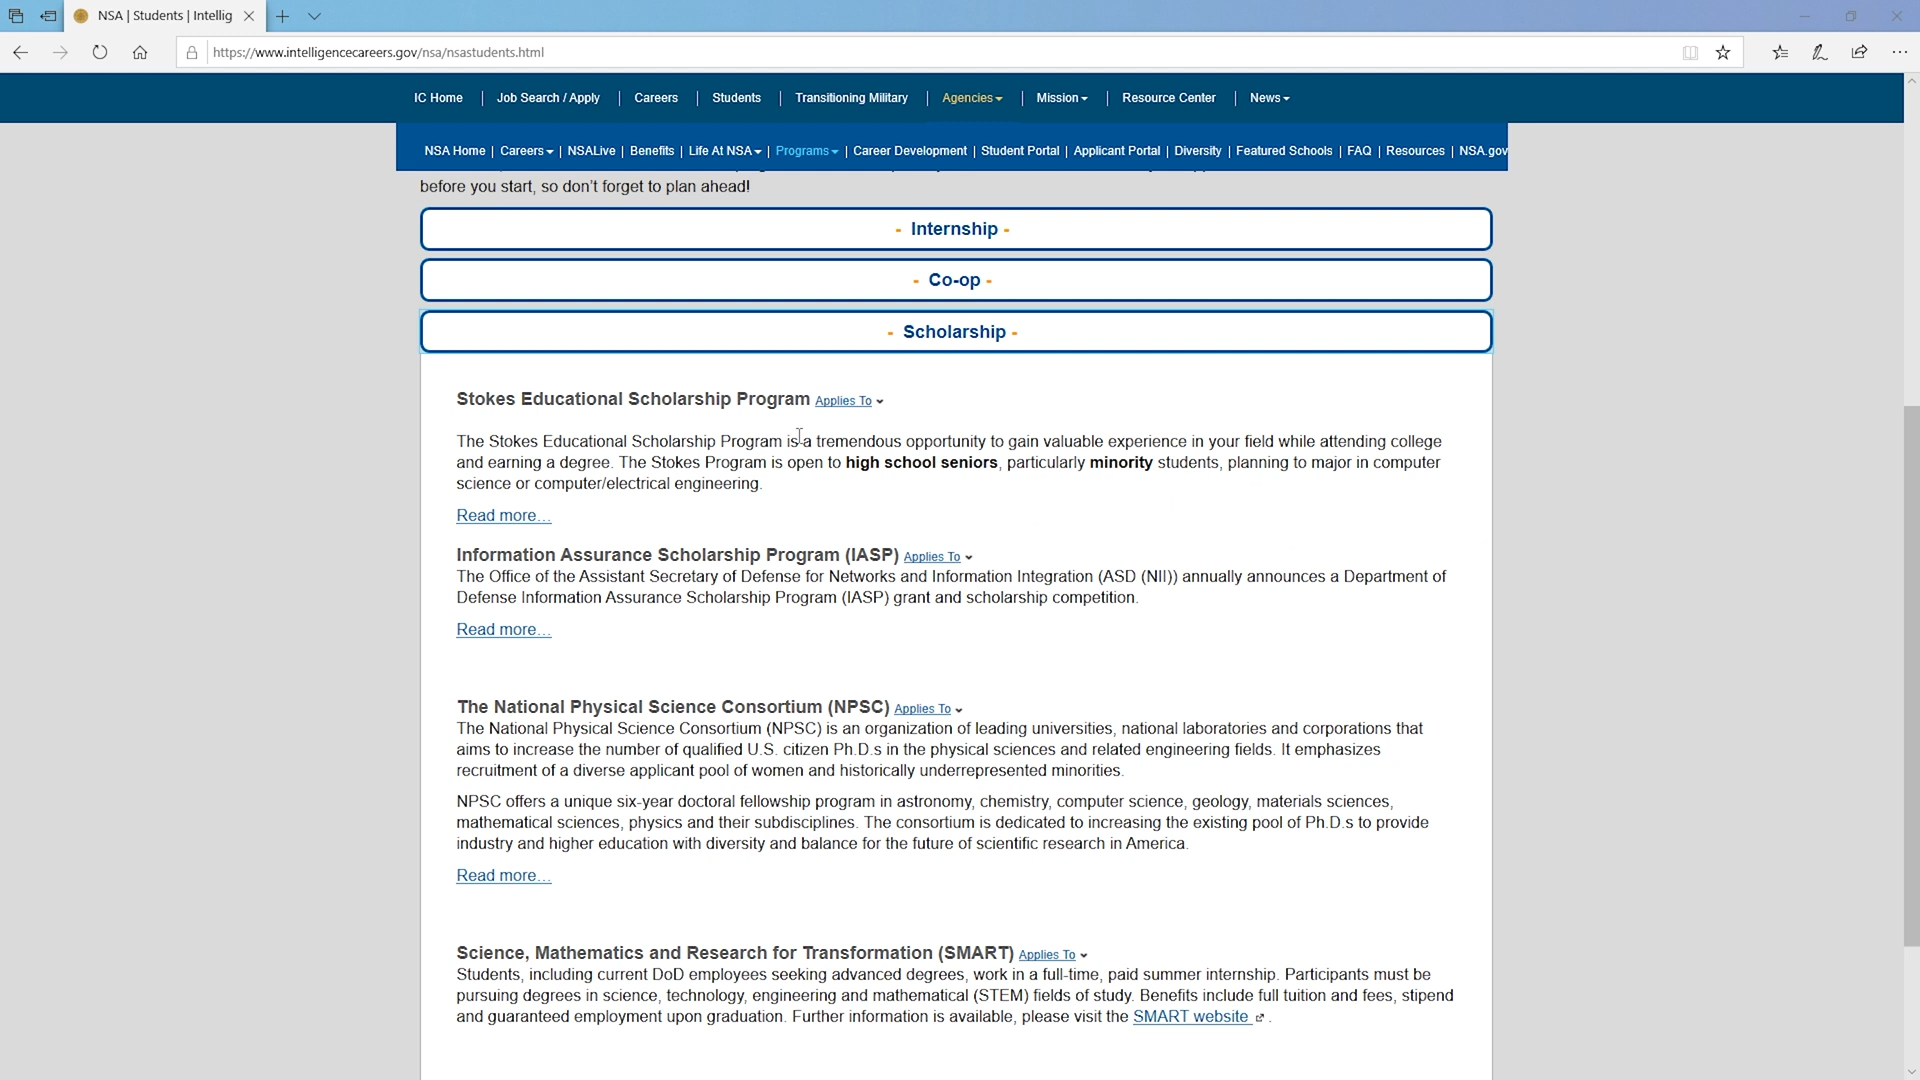 NSA | Students | Intellig
https://www.intelligencecareers.gov/nsa/nsastudents.html
IC Home | Job Search / Apply | Careers | Students | Transitioning Military | Agencies | Mission | Resource Center | News
NSA Home | Careers | NSALive | Benefits | Life At NSA | Programs | Career Development | Student Portal | Applicant Portal | Diversity | Featured Schools | FAQ | Resources | NSA.gov
before you start, so don't forget to plan ahead!
- Internship -
- Co-op -
- Scholarship -
Stokes Educational Scholarship Program Applies To
The Stokes Educational Scholarship Program is a tremendous opportunity to gain valuable experience in your field while attending college
and earning a degree. The Stokes Program is open to high school seniors, particularly minority students, planning to major in computer
science or computer/electrical engineering.
Read more...
Information Assurance Scholarship Program (IASP) Applies To
The Office of the Assistant Secretary of Defense for Networks and Information Integration (ASD (NII)) annually announces a Department of
Defense Information Assurance Scholarship Program (IASP) grant and scholarship competition.
Read more...
The National Physical Science Consortium (NPSC) Applies To
The National Physical Science Consortium (NPSC) is an organization of leading universities, national laboratories and corporations that
aims to increase the number of qualified U.S. citizen Ph.D.s in the physical sciences and related engineering fields. It emphasizes
recruitment of a diverse applicant pool of women and historically underrepresented minorities.
NPSC offers a unique six-year doctoral fellowship program in astronomy, chemistry, computer science, geology, materials sciences,
mathematical sciences, physics and their subdisciplines. The consortium is dedicated to increasing the existing pool of Ph.D.s to provide
industry and higher education with diversity and balance for the future of scientific research in America.
Read more...
Science, Mathematics and Research for Transformation (SMART) Applies To
Students, including current DoD employees seeking advanced degrees, work in a full-time, paid summer internship. Participants must be
pursuing degrees in science, technology, engineering and mathematical (STEM) fields of study. Benefits include full tuition and fees, stipend
and guaranteed employment upon graduation. Further information is available, please visit the SMART website .